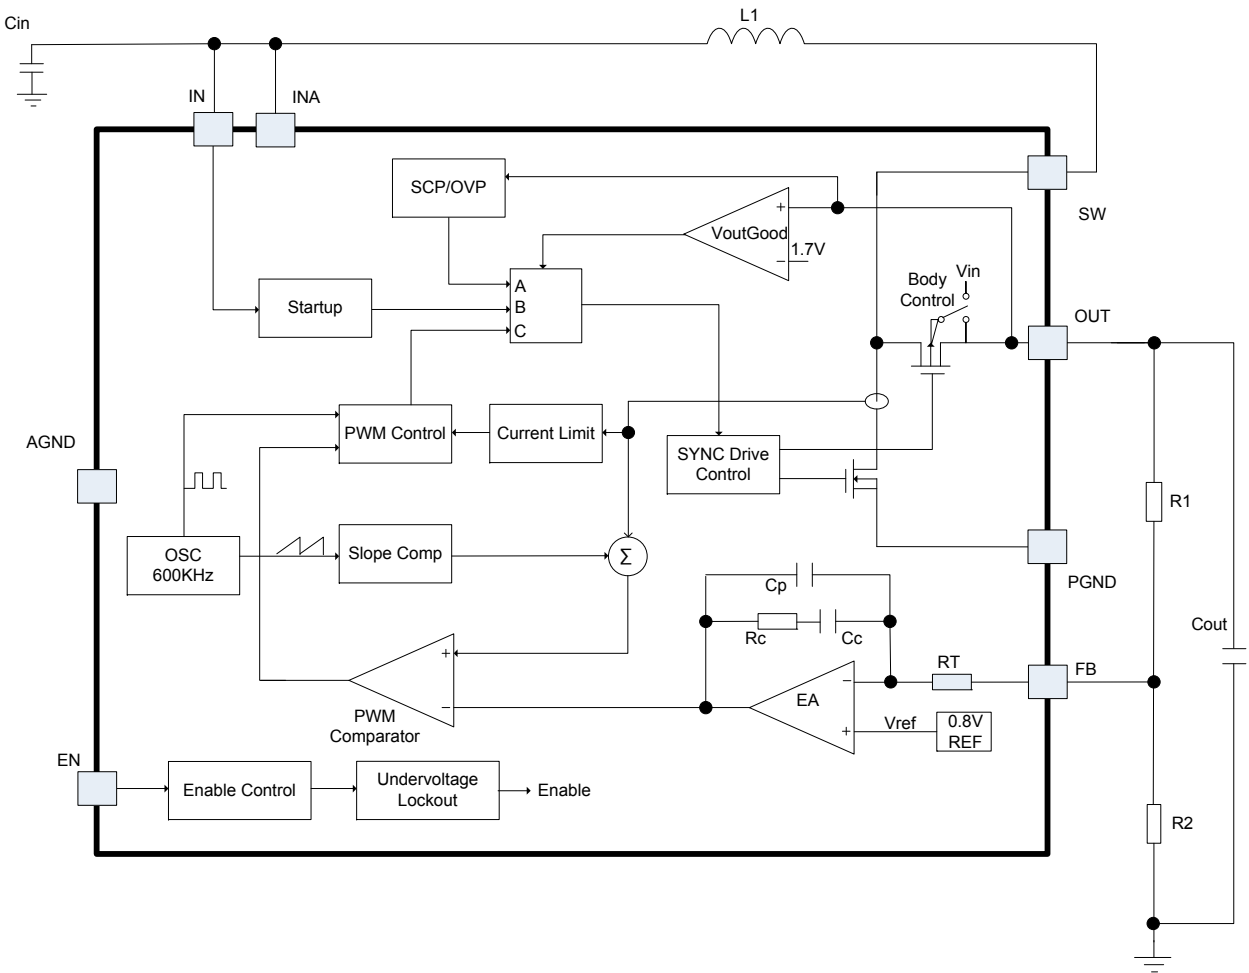 Cin
L1
IN
INA
SCP/OVP
SW
+
VoutGood
1.7V
−
Body
Control
Vin
A
B
C
Startup
OUT
AGND
PWM Control
Current Limit
SYNC Drive
Control
R1
OSC
600KHz
Slope Comp
Σ
PGND
Cp
Rc
Cc
Cout
+
−
PWM
Comparator
RT
FB
−
EA
+
Vref
0.8V
REF
EN
Enable Control
Undervoltage
Lockout
Enable
R2